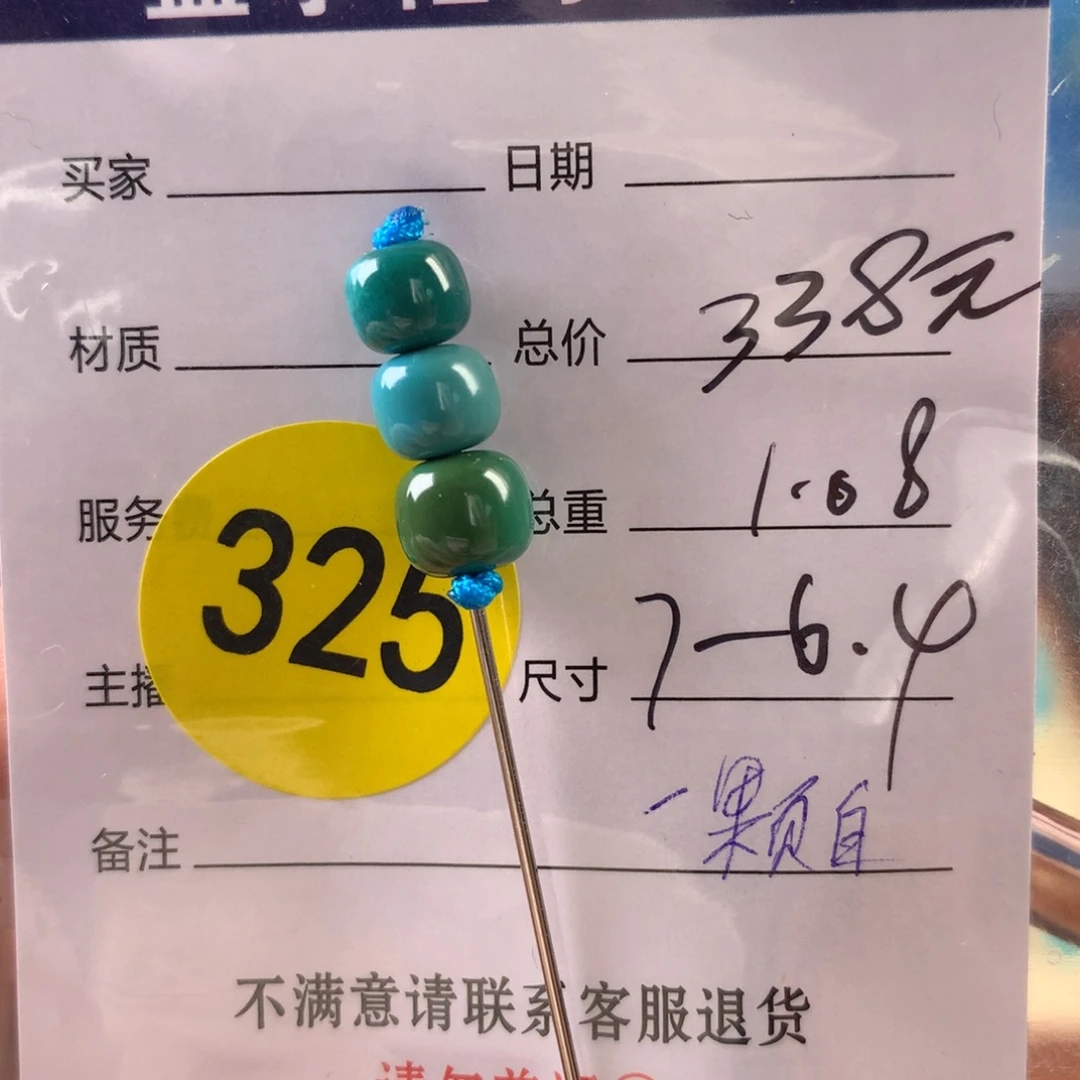 买家 日期
材质 总价 338元
服务 总重 1.08
325
主播 尺寸 7-6.4
备注 一颗自
不满意请联系客服退货